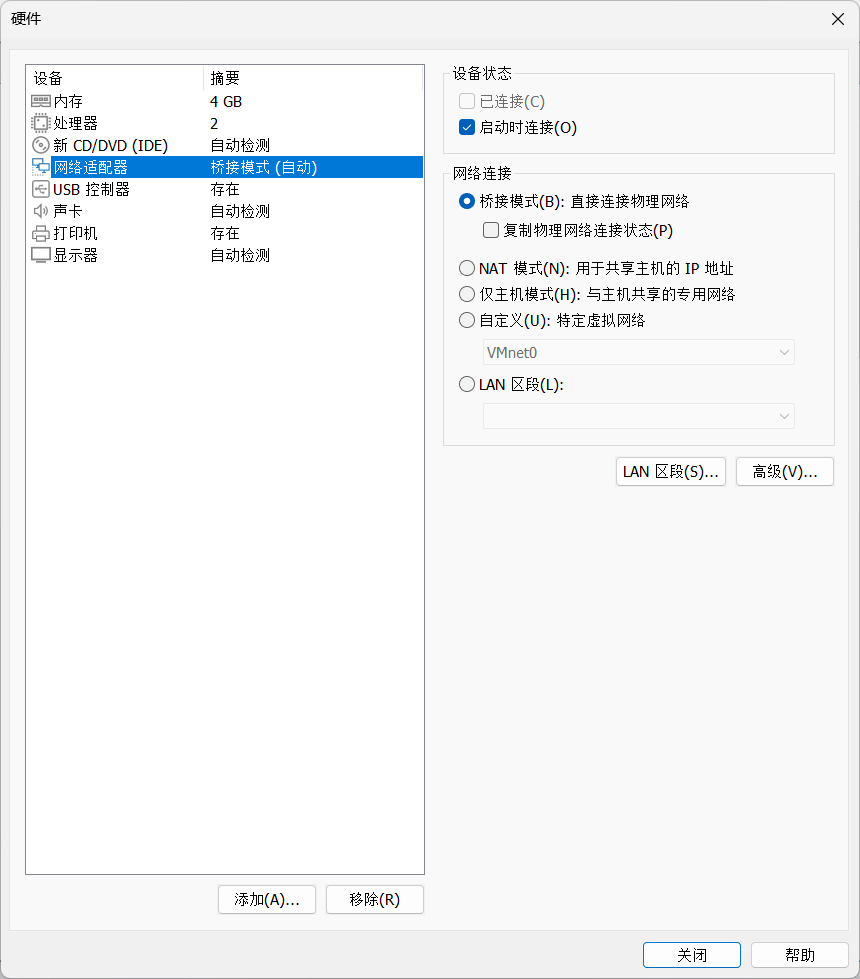 硬件
设备 摘要
内存 4 GB
处理器 2
新 CD/DVD (IDE) 自动检测
网络适配器 桥接模式 (自动)
USB 控制器 存在
声卡 自动检测
打印机 存在
显示器 自动检测
添加(A)... 移除(R)
设备状态
已连接(C)
启动时连接(O)
网络连接
桥接模式(B): 直接连接物理网络
复制物理网络连接状态(P)
NAT 模式(N): 用于共享主机的 IP 地址
仅主机模式(H): 与主机共享的专用网络
自定义(U): 特定虚拟网络
VMnet0
LAN 区段(L):
LAN 区段(S)... 高级(V)...
关闭 帮助